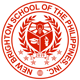 NEW BRIGHTON SCHOOL OF THE PHILIPPINES INC.